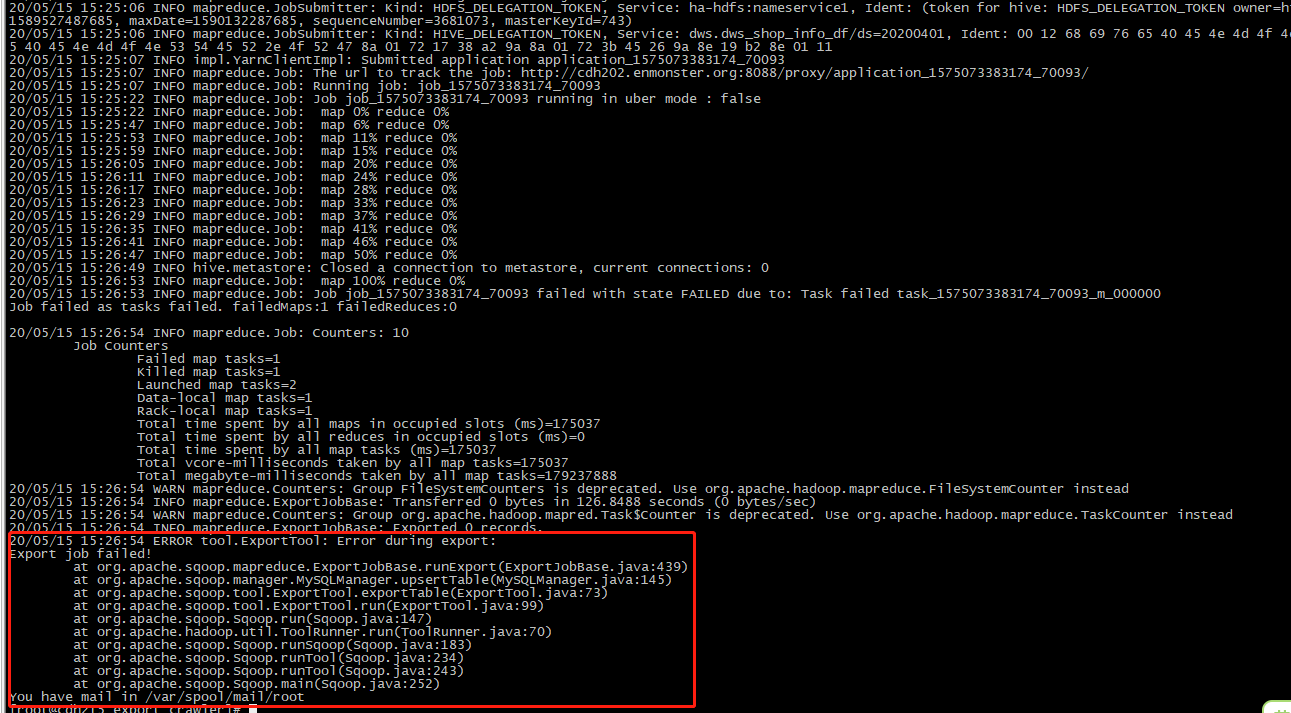 20/05/15 15:25:06 INFO mapreduce.JobSubmitter: Kind: HDFS_DELEGATION_TOKEN, Service: ha-hdfs:nameservice1, Ident: (token for hive: HDFS_DELEGATION_TOKEN owner=h
1589527487685, maxDate=1590132287685, sequenceNumber=3681073, masterKeyId=743)
20/05/15 15:25:06 INFO mapreduce.JobSubmitter: Kind: HIVE_DELEGATION_TOKEN, Service: dws.dws_shop_info_df/ds=20200401, Ident: 00 12 68 69 76 65 40 45 4e 4d 4f 4
5 40 45 4e 4d 4f 4e 53 54 45 52 2e 4f 52 47 8a 01 72 17 38 a2 9a 8a 01 72 3b 45 26 9a 8e 19 b2 8e 01 11
20/05/15 15:25:07 INFO impl.YarnClientImpl: Submitted application application_1575073383174_70093
20/05/15 15:25:07 INFO mapreduce.Job: The url to track the job: http://cdh202.enmonster.org:8088/proxy/application_1575073383174_70093/
20/05/15 15:25:07 INFO mapreduce.Job: Running job: job_1575073383174_70093
20/05/15 15:25:22 INFO mapreduce.Job: Job job_1575073383174_70093 running in uber mode : false
20/05/15 15:25:22 INFO mapreduce.Job:  map 0% reduce 0%
20/05/15 15:25:47 INFO mapreduce.Job:  map 6% reduce 0%
20/05/15 15:25:53 INFO mapreduce.Job:  map 11% reduce 0%
20/05/15 15:25:59 INFO mapreduce.Job:  map 15% reduce 0%
20/05/15 15:26:05 INFO mapreduce.Job:  map 20% reduce 0%
20/05/15 15:26:11 INFO mapreduce.Job:  map 24% reduce 0%
20/05/15 15:26:17 INFO mapreduce.Job:  map 28% reduce 0%
20/05/15 15:26:23 INFO mapreduce.Job:  map 33% reduce 0%
20/05/15 15:26:29 INFO mapreduce.Job:  map 37% reduce 0%
20/05/15 15:26:35 INFO mapreduce.Job:  map 41% reduce 0%
20/05/15 15:26:41 INFO mapreduce.Job:  map 46% reduce 0%
20/05/15 15:26:47 INFO mapreduce.Job:  map 50% reduce 0%
20/05/15 15:26:49 INFO hive.metastore: Closed a connection to metastore, current connections: 0
20/05/15 15:26:53 INFO mapreduce.Job:  map 100% reduce 0%
20/05/15 15:26:53 INFO mapreduce.Job: Job job_1575073383174_70093 failed with state FAILED due to: Task failed task_1575073383174_70093_m_000000
Job failed as tasks failed. failedMaps:1 failedReduces:0
20/05/15 15:26:54 INFO mapreduce.Job: Counters: 10
Job Counters
Failed map tasks=1
Killed map tasks=1
Launched map tasks=2
Data-local map tasks=1
Rack-local map tasks=1
Total time spent by all maps in occupied slots (ms)=175037
Total time spent by all reduces in occupied slots (ms)=0
Total time spent by all map tasks (ms)=175037
Total vcore-milliseconds taken by all map tasks=175037
Total megabyte-milliseconds taken by all map tasks=179237888
20/05/15 15:26:54 WARN mapreduce.Counters: Group FileSystemCounters is deprecated. Use org.apache.hadoop.mapreduce.FileSystemCounter instead
20/05/15 15:26:54 INFO mapreduce.ExportJobBase: Transferred 0 bytes in 126.8488 seconds (0 bytes/sec)
20/05/15 15:26:54 WARN mapreduce.Counters: Group org.apache.hadoop.mapred.Task$Counter is deprecated. Use org.apache.hadoop.mapreduce.TaskCounter instead
20/05/15 15:26:54 INFO mapreduce.ExportJobBase: Exported 0 records.
20/05/15 15:26:54 ERROR tool.ExportTool: Error during export:
Export job failed!
at org.apache.sqoop.mapreduce.ExportJobBase.runExport(ExportJobBase.java:439)
at org.apache.sqoop.manager.MySQLManager.upsertTable(MySQLManager.java:145)
at org.apache.sqoop.tool.ExportTool.exportTable(ExportTool.java:73)
at org.apache.sqoop.tool.ExportTool.run(ExportTool.java:99)
at org.apache.sqoop.Sqoop.run(Sqoop.java:147)
at org.apache.hadoop.util.ToolRunner.run(ToolRunner.java:70)
at org.apache.sqoop.Sqoop.runSqoop(Sqoop.java:183)
at org.apache.sqoop.Sqoop.runTool(Sqoop.java:234)
at org.apache.sqoop.Sqoop.runTool(Sqoop.java:243)
at org.apache.sqoop.Sqoop.main(Sqoop.java:252)
You have mail in /var/spool/mail/root
[root@cdh215 export_crawler]#